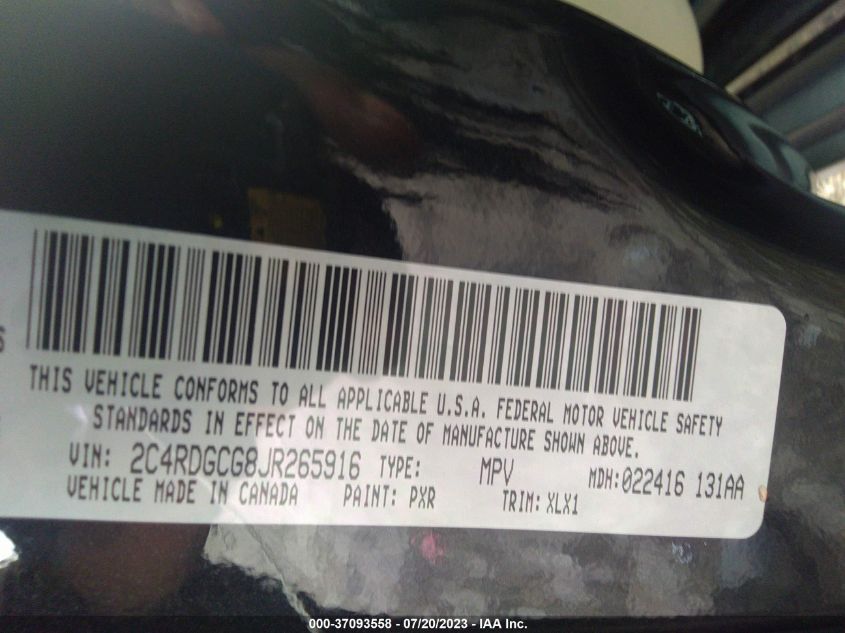 THIS VEHICLE CONFORMS TO ALL APPLICABLE U.S.A. FEDERAL MOTOR VEHICLE SAFETY
STANDARDS IN EFFECT ON THE DATE OF MANUFACTURE SHOWN ABOVE.
VIN: 2C4RDGCG8JR265916 TYPE: MPV MDH:022416 131AA
VEHICLE MADE IN CANADA PAINT: PXR TRIM: XLX1
000-37093558 - 07/20/2023 - IAA Inc.